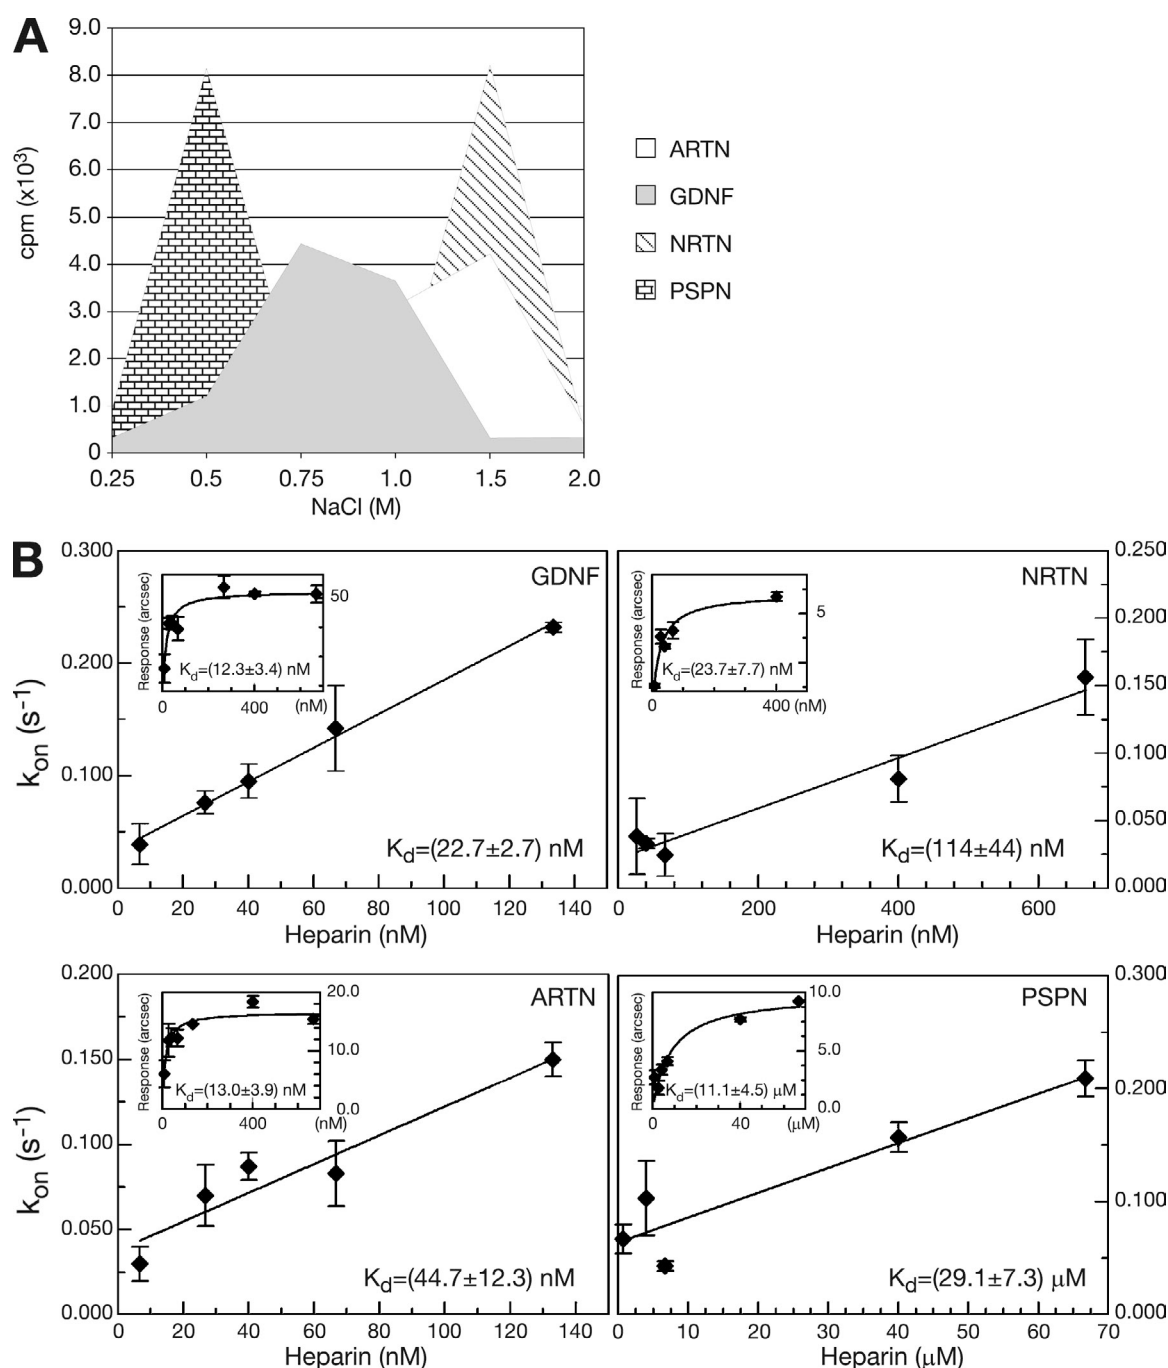 A
9.0
8.0
7.0
6.0
5.0
4.0
3.0
2.0
1.0
0
cpm (x10³)
0.25 0.5 0.75 1.0 1.5 2.0
NaCl (M)
ARTN
GDNF
NRTN
PSPN
B
kon (s⁻¹)
0.300
0.200
0.100
0.000
GDNF
Response (arcsec)
50
Kd=(12.3±3.4) nM
0 400 (nM)
Kd=(22.7±2.7) nM
0 20 40 60 80 100 120 140
Heparin (nM)
NRTN
Response (arcsec)
5
Kd=(23.7±7.7) nM
0 400 (nM)
Kd=(114±44) nM
0.250
0.200
0.150
0.100
0.050
0.000
0 200 400 600
Heparin (nM)
kon (s⁻¹)
0.200
0.150
0.100
0.050
0.000
ARTN
Response (arcsec)
20.0
10.0
0.0
Kd=(13.0±3.9) nM
0 400 (nM)
Kd=(44.7±12.3) nM
0 20 40 60 80 100 120 140
Heparin (nM)
PSPN
Response (arcsec)
10.0
5.0
0.0
Kd=(11.1±4.5) μM
0 40 (μM)
Kd=(29.1±7.3) μM
0.300
0.200
0.100
0.000
0 10 20 30 40 50 60 70
Heparin (μM)